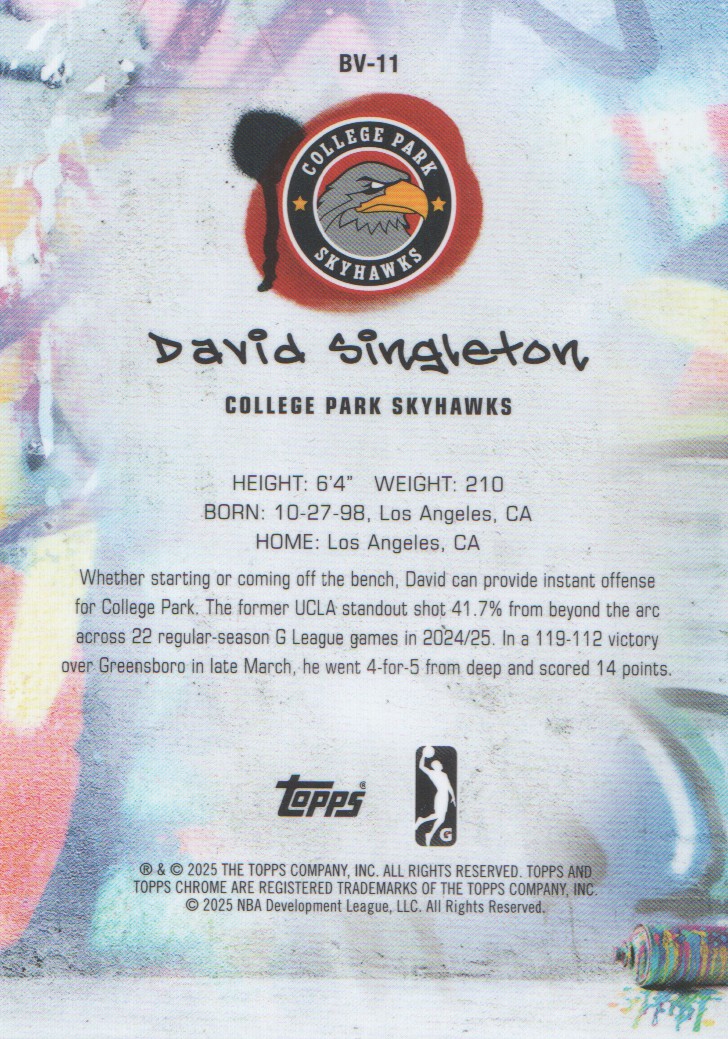 BV-11
COLLEGE PARK
SKYHAWKS
David Singleton
COLLEGE PARK SKYHAWKS
HEIGHT: 6'4" WEIGHT: 210
BORN: 10-27-98, Los Angeles, CA
HOME: Los Angeles, CA
Whether starting or coming off the bench, David can provide instant offense
for College Park. The former UCLA standout shot 41.7% from beyond the arc
across 22 regular-season G League games in 2024/25. In a 119-112 victory
over Greensboro in late March, he went 4-for-5 from deep and scored 14 points.
Topps®
G
® & © 2025 THE TOPPS COMPANY, INC. ALL RIGHTS RESERVED. TOPPS AND
TOPPS CHROME ARE REGISTERED TRADEMARKS OF THE TOPPS COMPANY, INC.
© 2025 NBA Development League, LLC. All Rights Reserved.